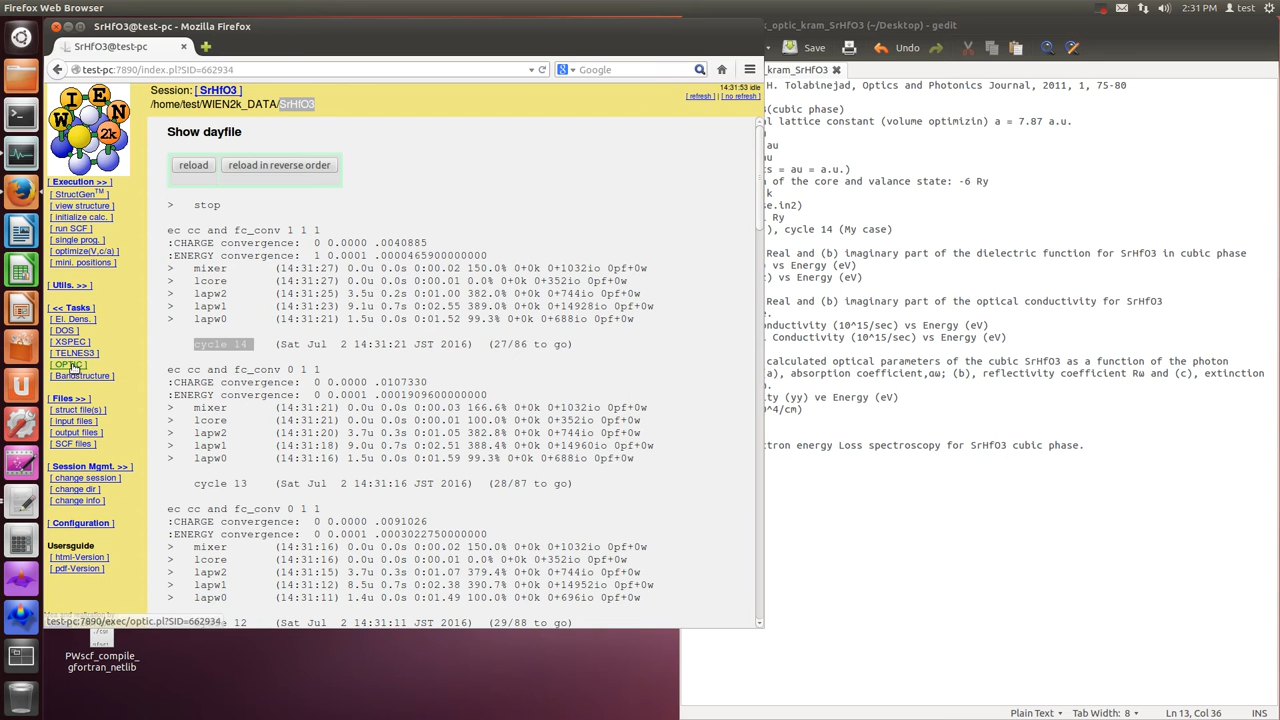 Firefox Web Browser
2:31 PM
test
SrHfO3@test-pc - Mozilla Firefox
SrHfO3@test-pc
test-pc:7890/index.pl?SID=662934
Google
WIEN
2k
Session: [ SrHfO3 ]
/home/test/WIEN2k_DATA/SrHfO3
14:31:53 idle
[ refresh ] [ no refresh ]
[ Execution >> ]
[ StructGen™ ]
[ view structure ]
[ initialize calc. ]
[ run SCF ]
[ single prog. ]
[ optimize(V,c/a) ]
[ mini. positions ]
[ Utils. >> ]
[ << Tasks ]
[ El. Dens. ]
[ DOS ]
[ XSPEC ]
[ TELNES3 ]
[ OPTIC ]
[ Bandstructure ]
[ Files >> ]
[ struct file(s) ]
[ input files ]
[ output files ]
[ SCF files ]
[ Session Mgmt. >> ]
[ change session ]
[ change dir ]
[ change info ]
[ Configuration ]
Usersguide
[ html-Version ]
[ pdf-Version ]
test-pc:7890/exec/optic.pl?SID=662934
Show dayfile
reload
reload in reverse order
> stop
ec cc and fc_conv 1 1 1
:CHARGE convergence: 0 0.0000 .0040885
:ENERGY convergence: 1 0.0001 .0000465900000000
> mixer (14:31:27) 0.0u 0.0s 0:00.02 150.0% 0+0k 0+1032io 0pf+0w
> lcore (14:31:27) 0.0u 0.0s 0:00.01 0.0% 0+0k 0+352io 0pf+0w
> lapw2 (14:31:25) 3.5u 0.2s 0:01.00 382.0% 0+0k 0+744io 0pf+0w
> lapw1 (14:31:23) 9.1u 0.7s 0:02.55 389.0% 0+0k 0+14928io 0pf+0w
> lapw0 (14:31:21) 1.5u 0.0s 0:01.52 99.3% 0+0k 0+688io 0pf+0w
cycle 14 (Sat Jul 2 14:31:21 JST 2016) (27/86 to go)
ec cc and fc_conv 0 1 1
:CHARGE convergence: 0 0.0000 .0107330
:ENERGY convergence: 0 0.0001 .0001909600000000
> mixer (14:31:21) 0.0u 0.0s 0:00.03 166.6% 0+0k 0+1032io 0pf+0w
> lcore (14:31:21) 0.0u 0.0s 0:00.01 100.0% 0+0k 0+352io 0pf+0w
> lapw2 (14:31:20) 3.7u 0.3s 0:01.05 382.8% 0+0k 0+744io 0pf+0w
> lapw1 (14:31:18) 9.0u 0.7s 0:02.51 388.4% 0+0k 0+14960io 0pf+0w
> lapw0 (14:31:16) 1.5u 0.0s 0:01.59 99.3% 0+0k 0+688io 0pf+0w
cycle 13 (Sat Jul 2 14:31:16 JST 2016) (28/87 to go)
ec cc and fc_conv 0 1 1
:CHARGE convergence: 0 0.0000 .0091026
:ENERGY convergence: 0 0.0001 .0003022750000000
> mixer (14:31:16) 0.0u 0.0s 0:00.02 150.0% 0+0k 0+1032io 0pf+0w
> lcore (14:31:16) 0.0u 0.0s 0:00.01 0.0% 0+0k 0+352io 0pf+0w
> lapw2 (14:31:15) 3.7u 0.3s 0:01.07 379.4% 0+0k 0+744io 0pf+0w
> lapw1 (14:31:12) 8.5u 0.7s 0:02.38 390.7% 0+0k 0+14952io 0pf+0w
> lapw0 (14:31:11) 1.4u 0.0s 0:01.49 100.0% 0+0k 0+696io 0pf+0w
12 (Sat Jul 2 14:31:11 JST 2016) (29/88 to go)
PWscf_compile_
gfortran_netlib
_optic_kram_SrHfO3 (~/Desktop) - gedit
Save
Undo
_kram_SrHfO3
H. Tolabinejad, Optics and Photonics Journal, 2011, 1, 75-80
(cubic phase)
l lattice constant (volume optimizin) a = 7.87 a.u.
au
au
ts = au = a.u.)
n of the core and valance state: -6 Ry
k
se.in2)
Ry
), cycle 14 (My case)
Real and (b) imaginary part of the dielectric function for SrHfO3 in cubic phase
vs Energy (eV)
) vs Energy (eV)
Real and (b) imaginary part of the optical conductivity for SrHfO3
e.
onductivity (10^15/sec) vs Energy (eV)
Conductivity (10^15/sec) vs Energy (eV)
calculated optical parameters of the cubic SrHfO3 as a function of the photon
a), absorption coefficient,αω; (b), reflectivity coefficient Rω and (c), extinction
n.
ity (yy) ve Energy (eV)
^4/cm)
tron energy Loss spectroscopy for SrHfO3 cubic phase.
Plain Text
Tab Width: 8
Ln 13, Col 36
INS